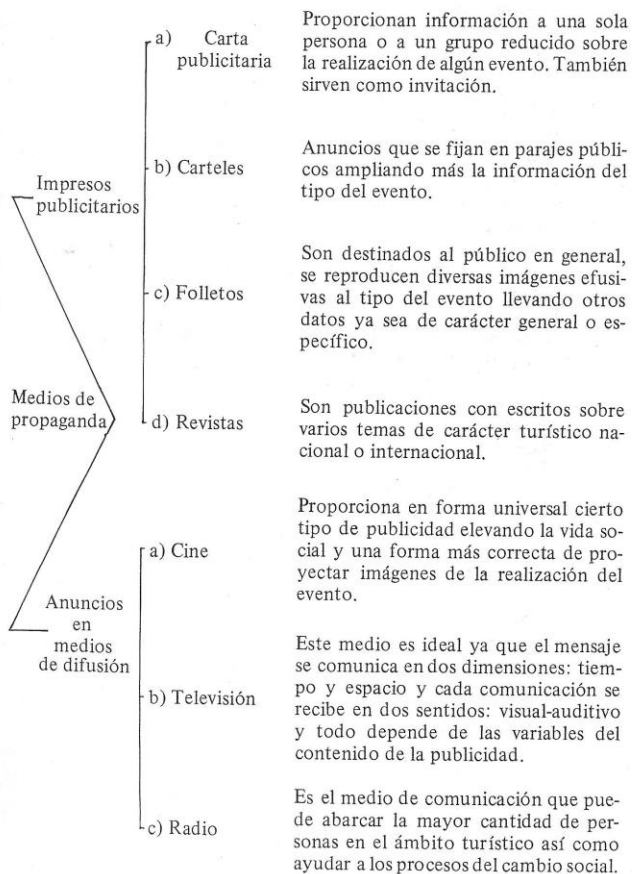 a) Carta
publicitaria
Proporcionan información a una sola
persona o a un grupo reducido sobre
la realización de algún evento. También
sirven como invitación.
Impresos
publicitarios
b) Carteles
Anuncios que se fijan en parajes públi-
cos ampliando más la información del
tipo del evento.
c) Folletos
Son destinados al público en general,
se reproducen diversas imágenes efusi-
vas al tipo del evento llevando otros
datos ya sea de carácter general o es-
pecífico.
Medios de
propaganda
d) Revistas
Son publicaciones con escritos sobre
varios temas de carácter turístico na-
cional o internacional.
a) Cine
Proporciona en forma universal cierto
tipo de publicidad elevando la vida so-
cial y una forma más correcta de pro-
yectar imágenes de la realización del
evento.
Anuncios
en
medios
de difusión
b) Televisión
Este medio es ideal ya que el mensaje
se comunica en dos dimensiones: tiem-
po y espacio y cada comunicación se
recibe en dos sentidos: visual-auditivo
y todo depende de las variables del
contenido de la publicidad.
c) Radio
Es el medio de comunicación que pue-
de abarcar la mayor cantidad de per-
sonas en el ámbito turístico así como
ayudar a los procesos del cambio social.